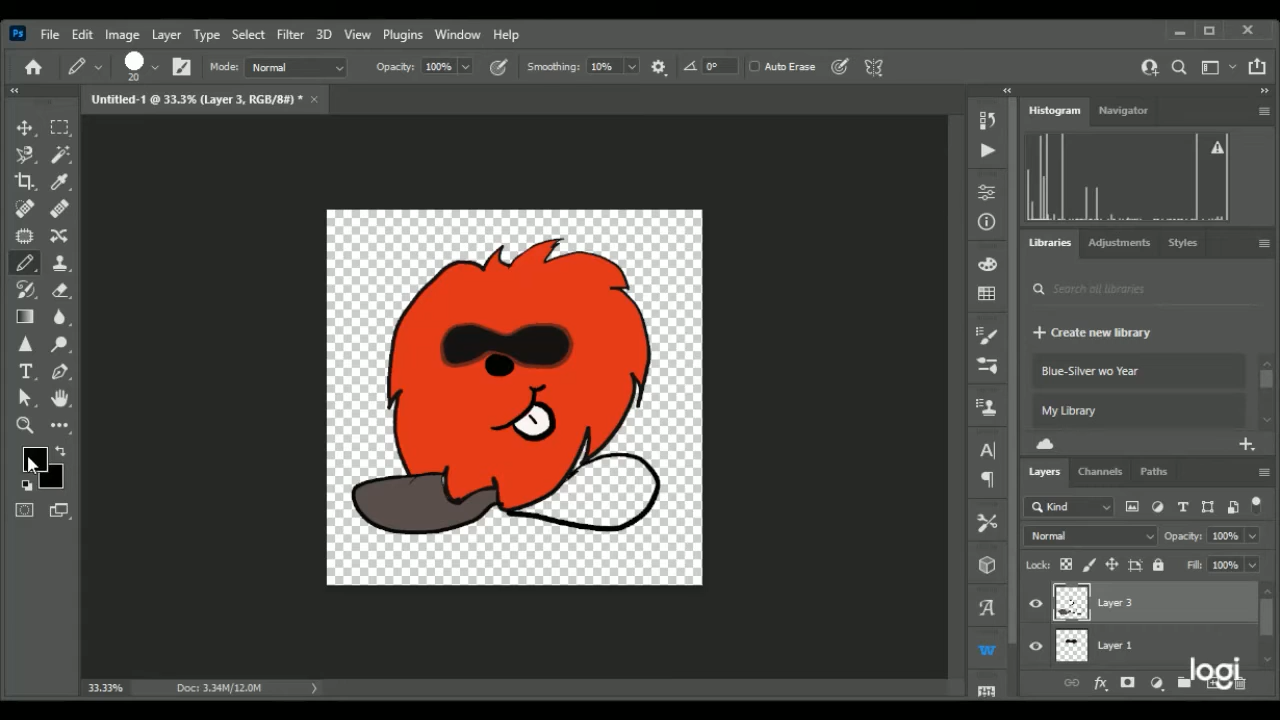 Ps File Edit Image Layer Type Select Filter 3D View Plugins Window Help
20 Mode: Normal Opacity: 100% Smoothing: 10% 0° Auto Erase
Untitled-1 @ 33.3% (Layer 3, RGB/8#) *
Histogram Navigator
Libraries Adjustments Styles
Search all libraries
+ Create new library
Blue-Silver wo Year
My Library
Layers Channels Paths
Kind
Normal Opacity: 100%
Lock: Fill: 100%
Layer 3
Layer 1
logi
33.33% Doc: 3.34M/12.0M